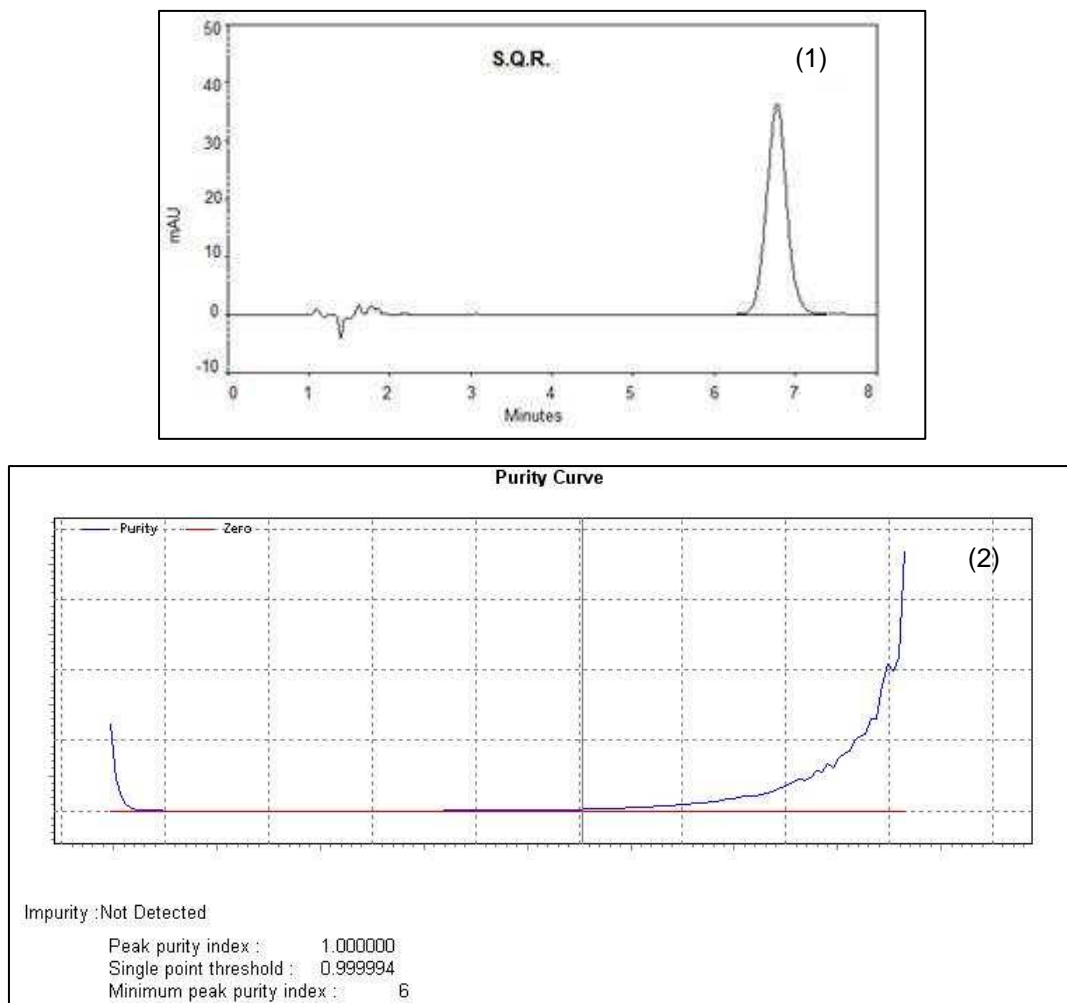 S.Q.R.
(1)
50
40
30
20
10
0
-10
mAU
0 1 2 3 4 5 6 7 8
Minutes
Purity Curve
Purity Zero
(2)
Impurity :Not Detected
Peak purity index : 1.000000
Single point threshold : 0.999994
Minimum peak purity index : 6